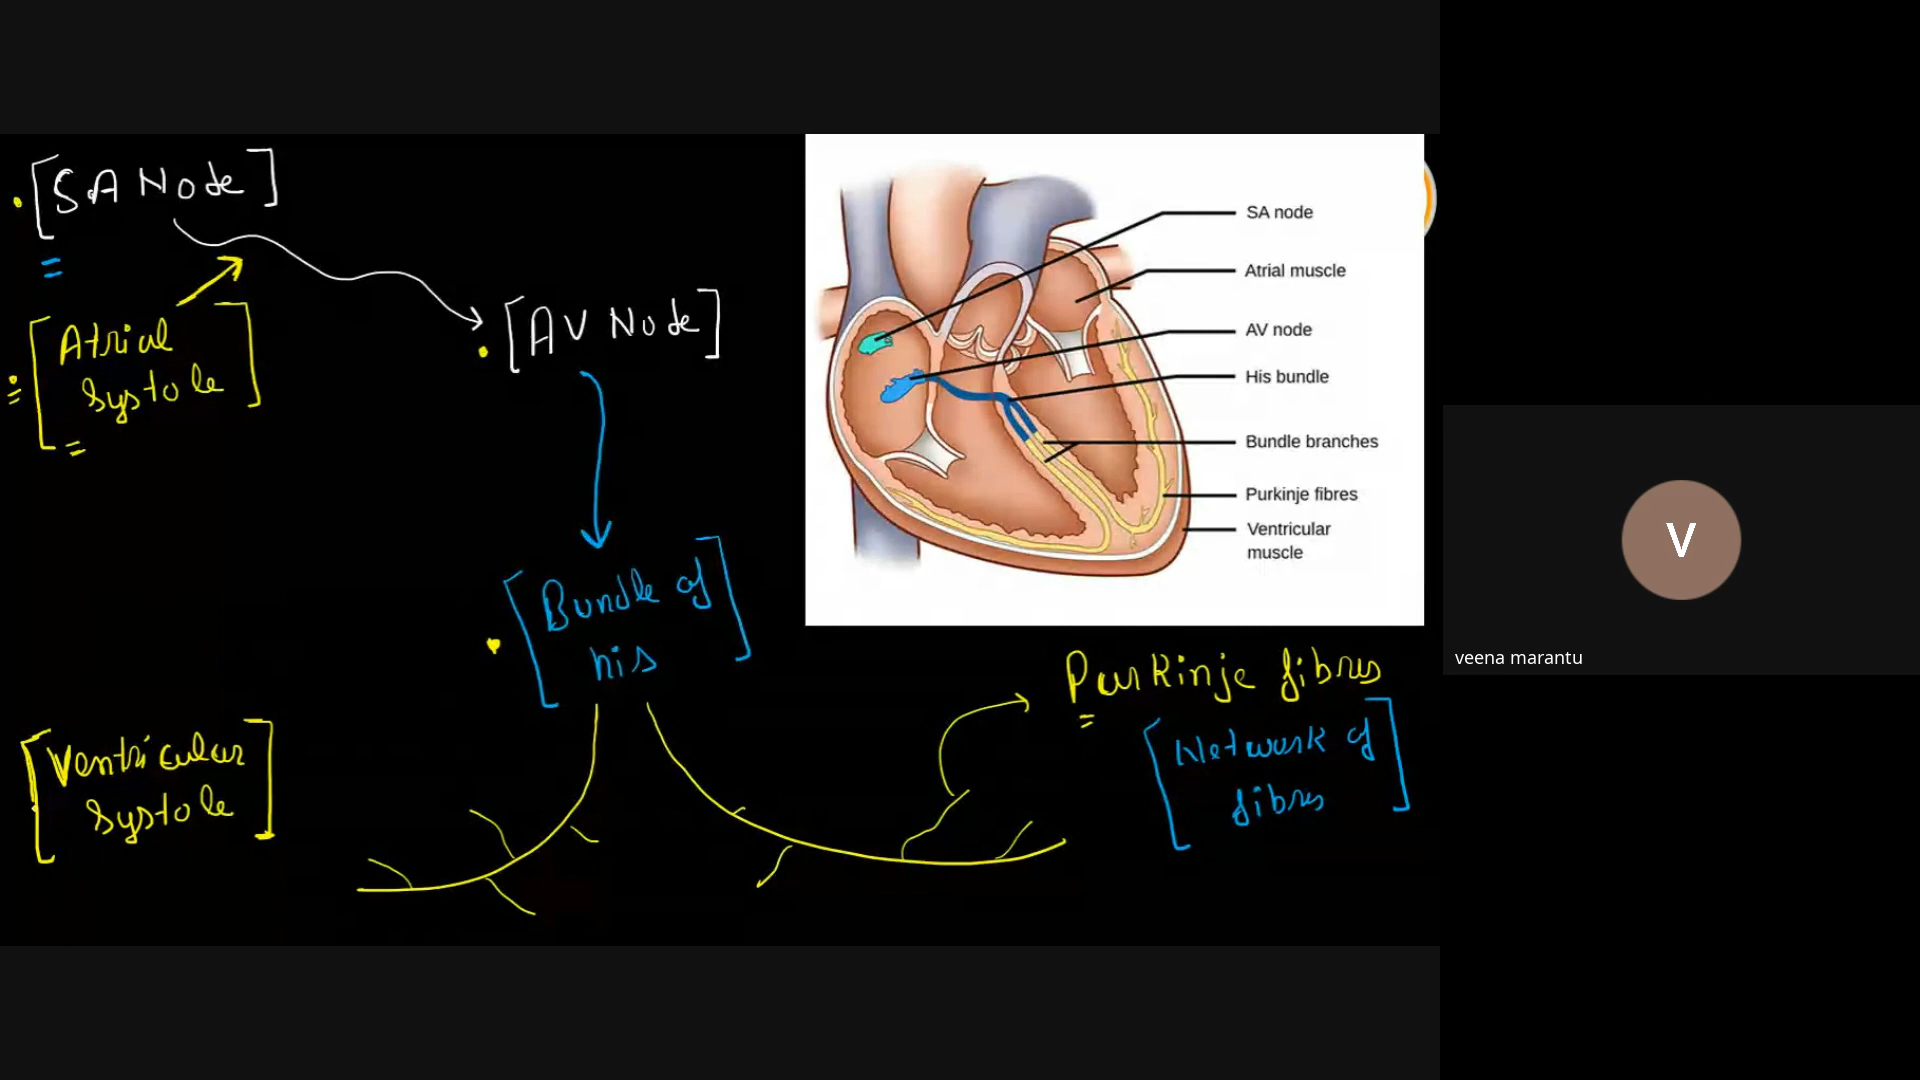 [SA Node]
[Atrial
Systole]
[AV Node]
[Bundle of
his]
[Ventricular
Systole]
Purkinje fibres
[Network of
fibres]
SA node
Atrial muscle
AV node
His bundle
Bundle branches
Purkinje fibres
Ventricular
muscle
V
veena marantu